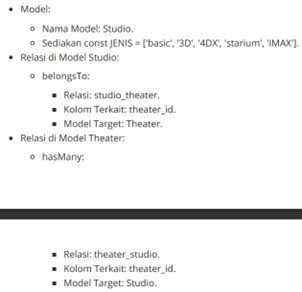 • Model:
◦ Nama Model: Studio.
◦ Sediakan const JENIS = ['basic', '3D', '4DX', 'starium', 'IMAX'].
• Relasi di Model Studio:
◦ belongsTo:
▪ Relasi: studio_theater.
▪ Kolom Terkait: theater_id.
▪ Model Target: Theater.
• Relasi di Model Theater:
◦ hasMany:
▪ Relasi: theater_studio.
▪ Kolom Terkait: theater_id.
▪ Model Target: Studio.